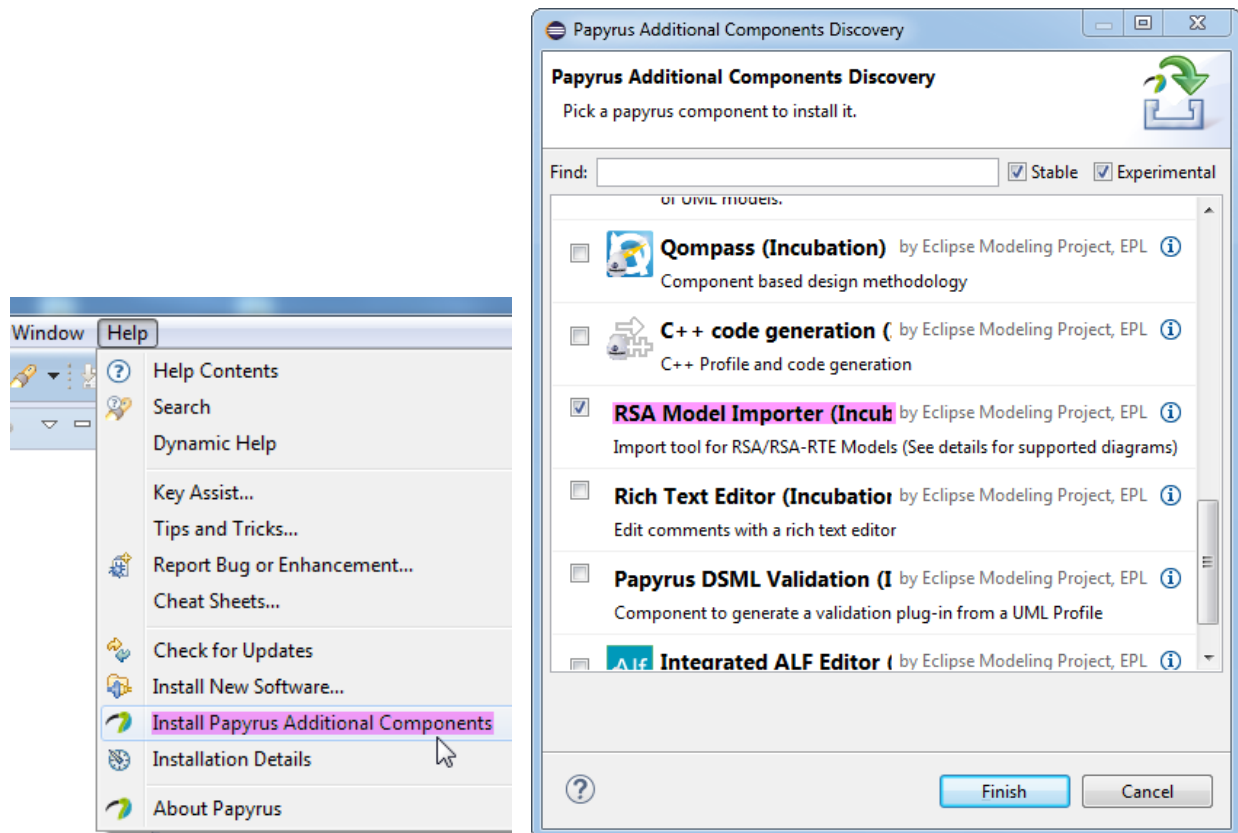 Window Help
Help Contents
Search
Dynamic Help
Key Assist...
Tips and Tricks...
Report Bug or Enhancement...
Cheat Sheets...
Check for Updates
Install New Software...
Install Papyrus Additional Components
Installation Details
About Papyrus
Papyrus Additional Components Discovery
Papyrus Additional Components Discovery
Pick a papyrus component to install it.
Find: Stable Experimental
of UML models.
Qompass (Incubation) by Eclipse Modeling Project, EPL
Component based design methodology
C++ code generation ( by Eclipse Modeling Project, EPL
C++ Profile and code generation
RSA Model Importer (Incub by Eclipse Modeling Project, EPL
Import tool for RSA/RSA-RTE Models (See details for supported diagrams)
Rich Text Editor (Incubation by Eclipse Modeling Project, EPL
Edit comments with a rich text editor
Papyrus DSML Validation (I by Eclipse Modeling Project, EPL
Component to generate a validation plug-in from a UML Profile
Alf Integrated ALF Editor ( by Eclipse Modeling Project, EPL
Finish Cancel